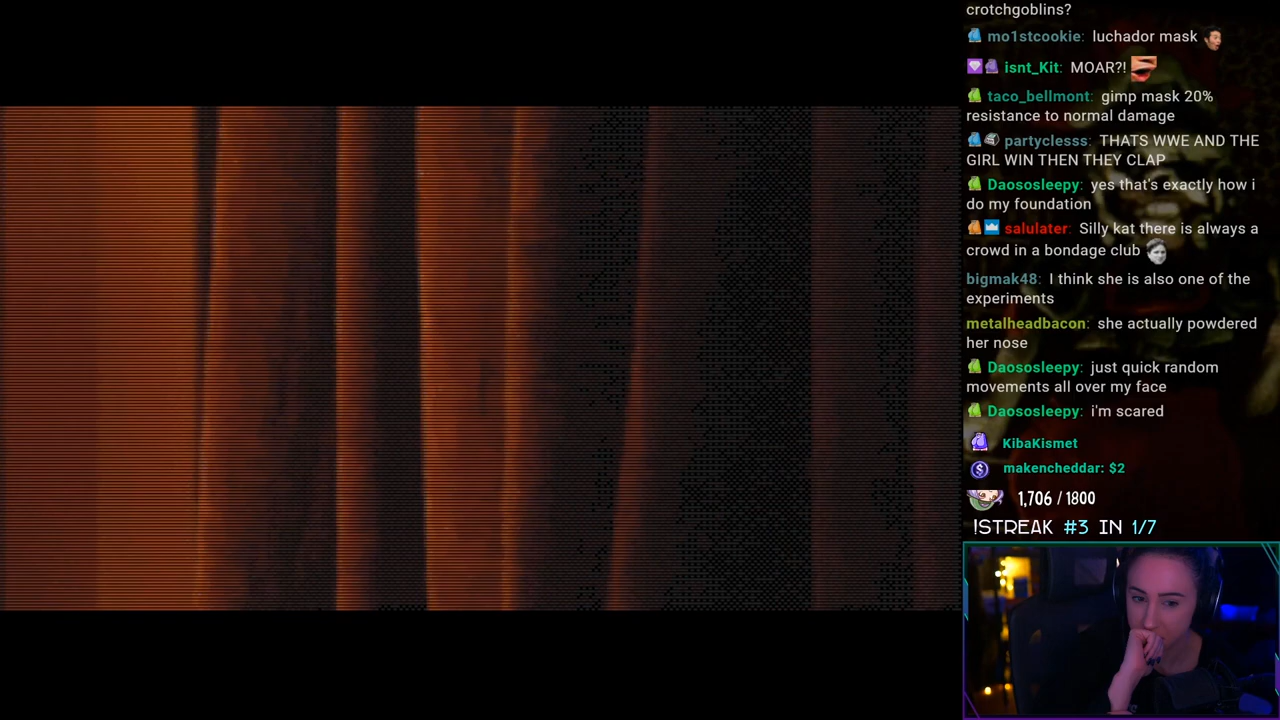 crotchgoblins?
mo1stcookie: luchador mask
isnt_Kit: MOAR?!
taco_bellmont: gimp mask 20%
resistance to normal damage
partyclesss: THATS WWE AND THE
GIRL WIN THEN THEY CLAP
Daososleepy: yes that's exactly how i
do my foundation
salulater: Silly kat there is always a
crowd in a bondage club
bigmak48: I think she is also one of the
experiments
metalheadbacon: she actually powdered
her nose
Daososleepy: just quick random
movements all over my face
Daososleepy: i'm scared
KibaKismet
makencheddar: $2
1,706 / 1800
!STREAK #3 IN 1/7